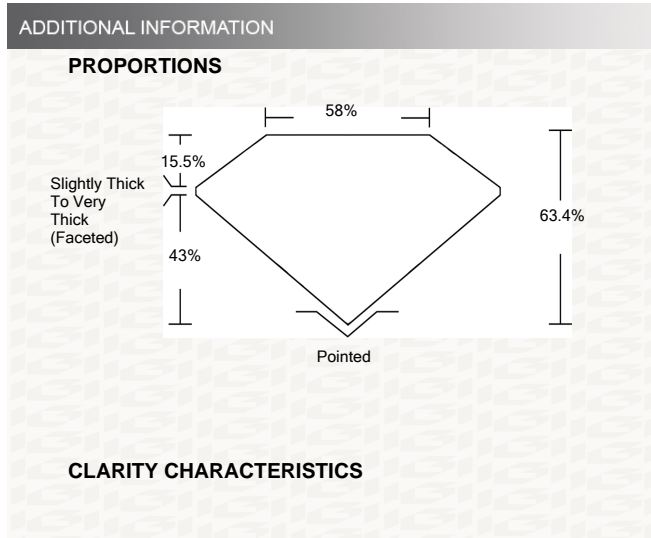 ADDITIONAL INFORMATION
PROPORTIONS
58%
15.5%
Slightly Thick
To Very
Thick
(Faceted)
63.4%
43%
Pointed
CLARITY CHARACTERISTICS